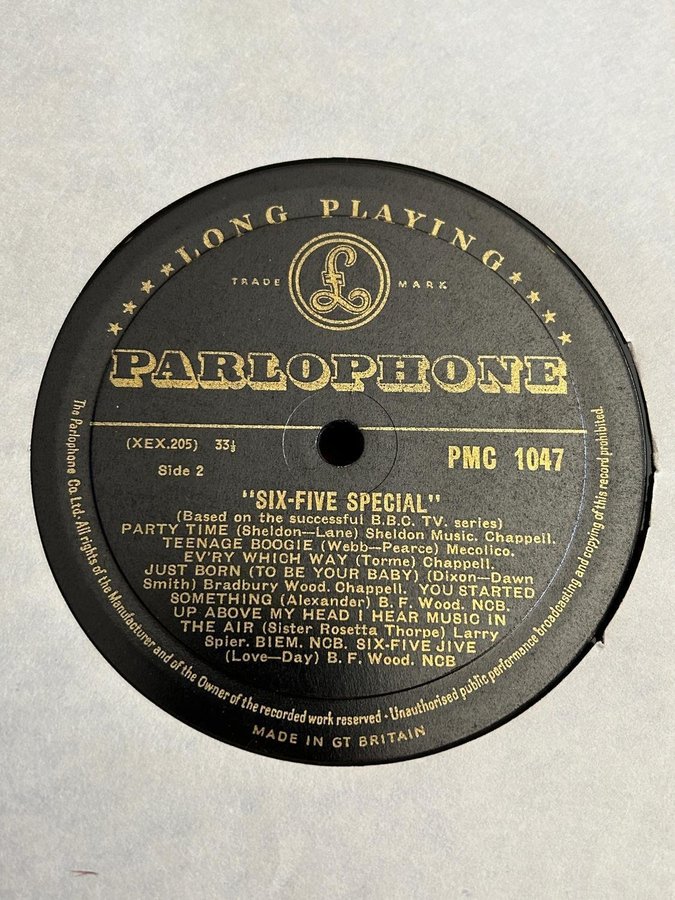 ★★★★★LONG PLAYING★★★★★
TRADE £ MARK
PARLOPHONE
(XEX.205) 33⅓
PMC 1047
Side 2
"SIX-FIVE SPECIAL"
(Based on the successful B.B.C. TV. series)
PARTY TIME (Sheldon—Lane) Sheldon Music. Chappell.
TEENAGE BOOGIE (Webb—Pearce) Mecolico.
EV'RY WHICH WAY (Torme) Chappell.
JUST BORN (TO BE YOUR BABY) (Dixon—Dawn
Smith) Bradbury Wood. Chappell. YOU STARTED
SOMETHING (Alexander) B. F. Wood. NCB.
UP ABOVE MY HEAD I HEAR MUSIC IN
THE AIR (Sister Rosetta Thorpe) Larry
Spier. BIEM. NCB. SIX-FIVE JIVE
(Love—Day) B. F. Wood. NCB
The Parlophone Co. Ltd. All rights of the Manufacturer and of the Owner of the recorded work reserved · Unauthorised public performance broadcasting and copying of this record prohibited.
MADE IN GT BRITAIN